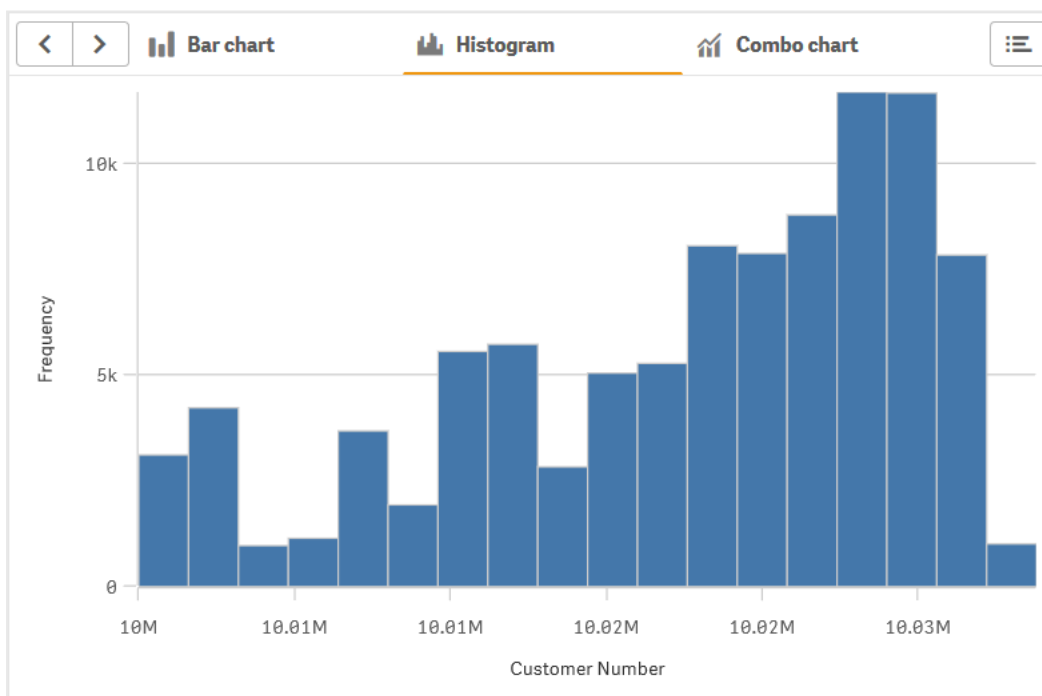 Bar chart
Histogram
Combo chart
10k
5k
0
Frequency
10M 10.01M 10.01M 10.02M 10.02M 10.03M
Customer Number